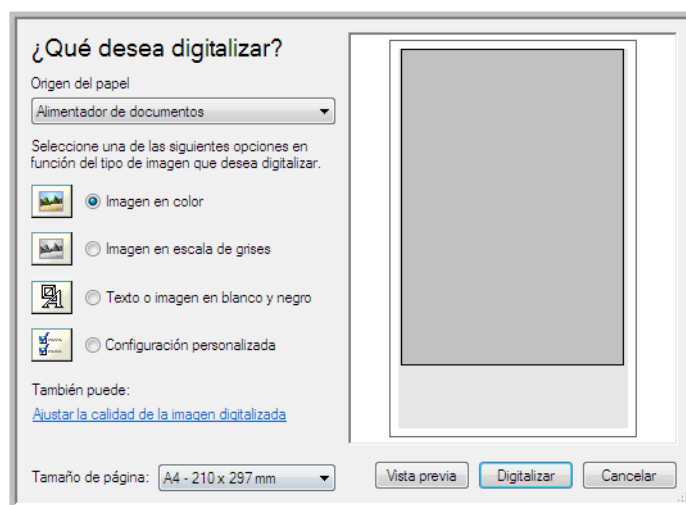 ¿Qué desea digitalizar?
Origen del papel
Alimentador de documentos
Seleccione una de las siguientes opciones en
función del tipo de imagen que desea digitalizar.
Imagen en color
Imagen en escala de grises
Texto o imagen en blanco y negro
Configuración personalizada
También puede:
Ajustar la calidad de la imagen digitalizada
Tamaño de página: A4 - 210 x 297 mm
Vista previa Digitalizar Cancelar